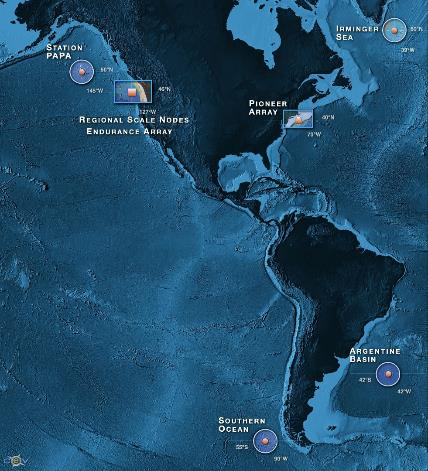 IRMINGER
SEA
60°N
39°W
STATION
PAPA
50°N
145°W
46°N
127°W
REGIONAL SCALE NODES
ENDURANCE ARRAY
PIONEER
ARRAY
40°N
70°W
ARGENTINE
BASIN
42°S
42°W
SOUTHERN
OCEAN
55°S
90°W